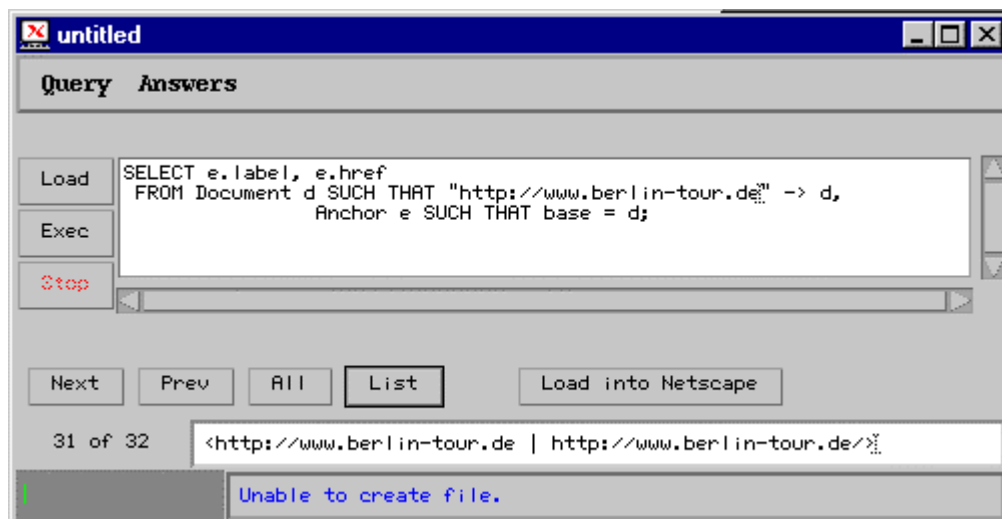 untitled
Query Answers
Load
SELECT e.label, e.href
FROM Document d SUCH THAT "http://www.berlin-tour.de" -> d,
Anchor e SUCH THAT base = d;
Exec
Stop
Next Prev All List Load into Netscape
31 of 32 <http://www.berlin-tour.de | http://www.berlin-tour.de/>
Unable to create file.